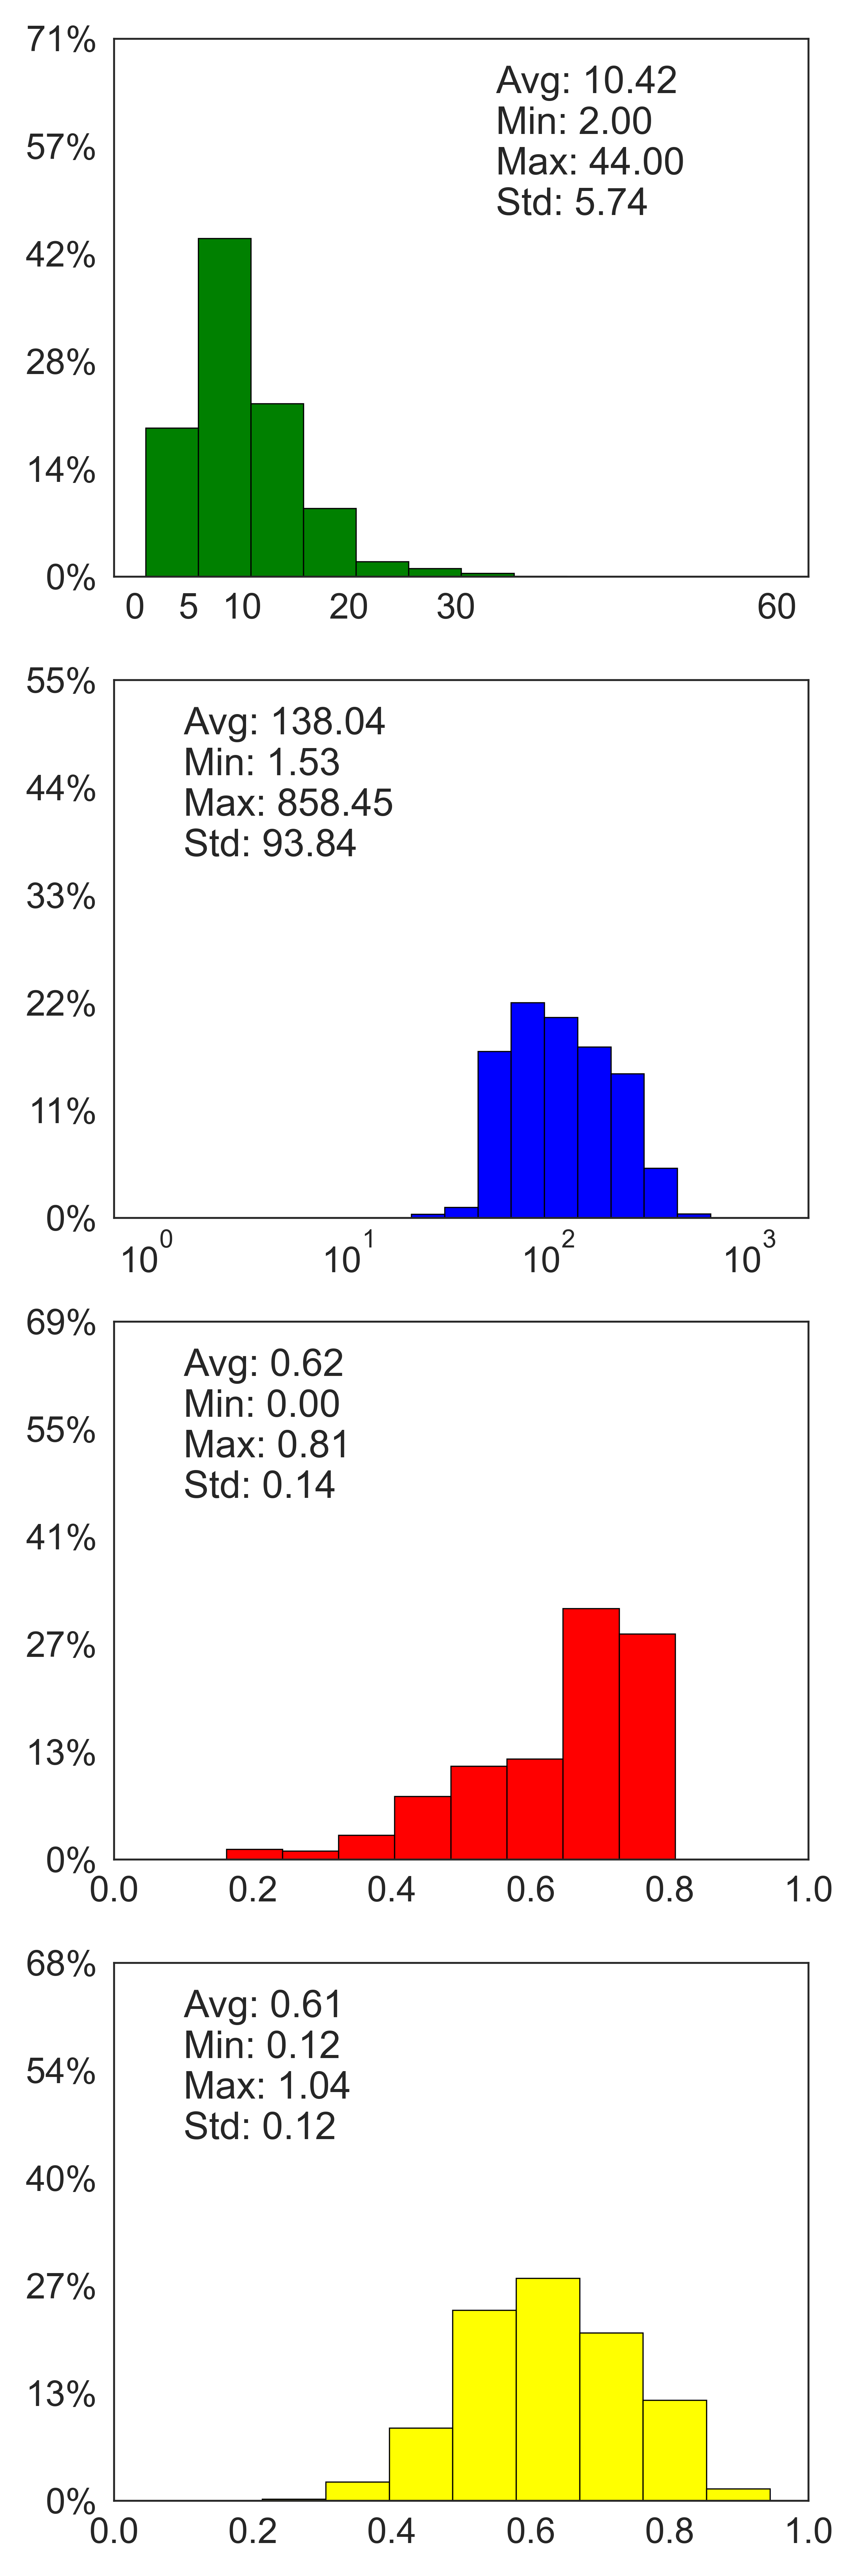 71%
Avg: 10.42
Min: 2.00
57%
Max: 44.00
Std: 5.74
42%
28%
14%
0%
0 5 10 20 30 60
55%
Avg: 138.04
Min: 1.53
44%
Max: 858.45
Std: 93.84
33%
22%
11%
0%
10^0 10^1 10^2 10^3
69%
Avg: 0.62
Min: 0.00
55%
Max: 0.81
Std: 0.14
41%
27%
13%
0%
0.0 0.2 0.4 0.6 0.8 1.0
68%
Avg: 0.61
Min: 0.12
54%
Max: 1.04
Std: 0.12
40%
27%
13%
0%
0.0 0.2 0.4 0.6 0.8 1.0